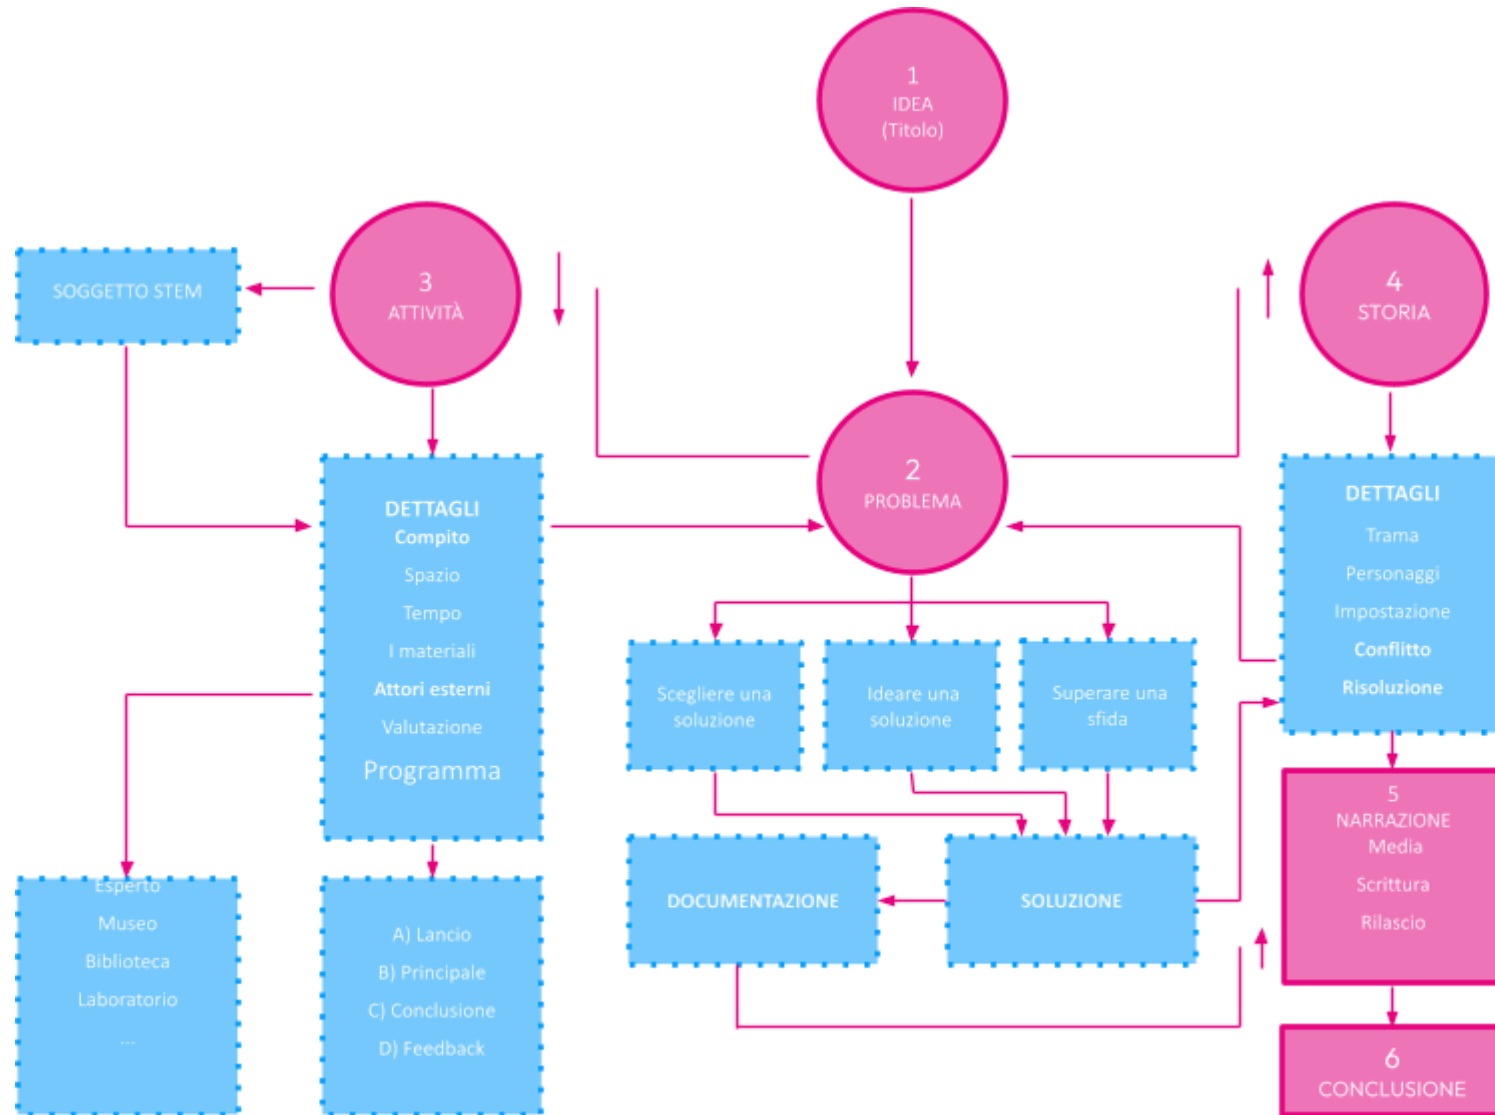 1
IDEA
(Titolo)
SOGGETTO STEM
3
ATTIVITÀ
4
STORIA
2
PROBLEMA
DETTAGLI
Compito
Spazio
Tempo
I materiali
Attori esterni
Valutazione
Programma
DETTAGLI
Trama
Personaggi
Impostazione
Conflitto
Risoluzione
Scegliere una
soluzione
Ideare una
soluzione
Superare una
sfida
DOCUMENTAZIONE
SOLUZIONE
5
NARRAZIONE
Media
Scrittura
Rilascio
Esperto
Museo
Biblioteca
Laboratorio
...
A) Lancio
B) Principale
C) Conclusione
D) Feedback
6
CONCLUSIONE